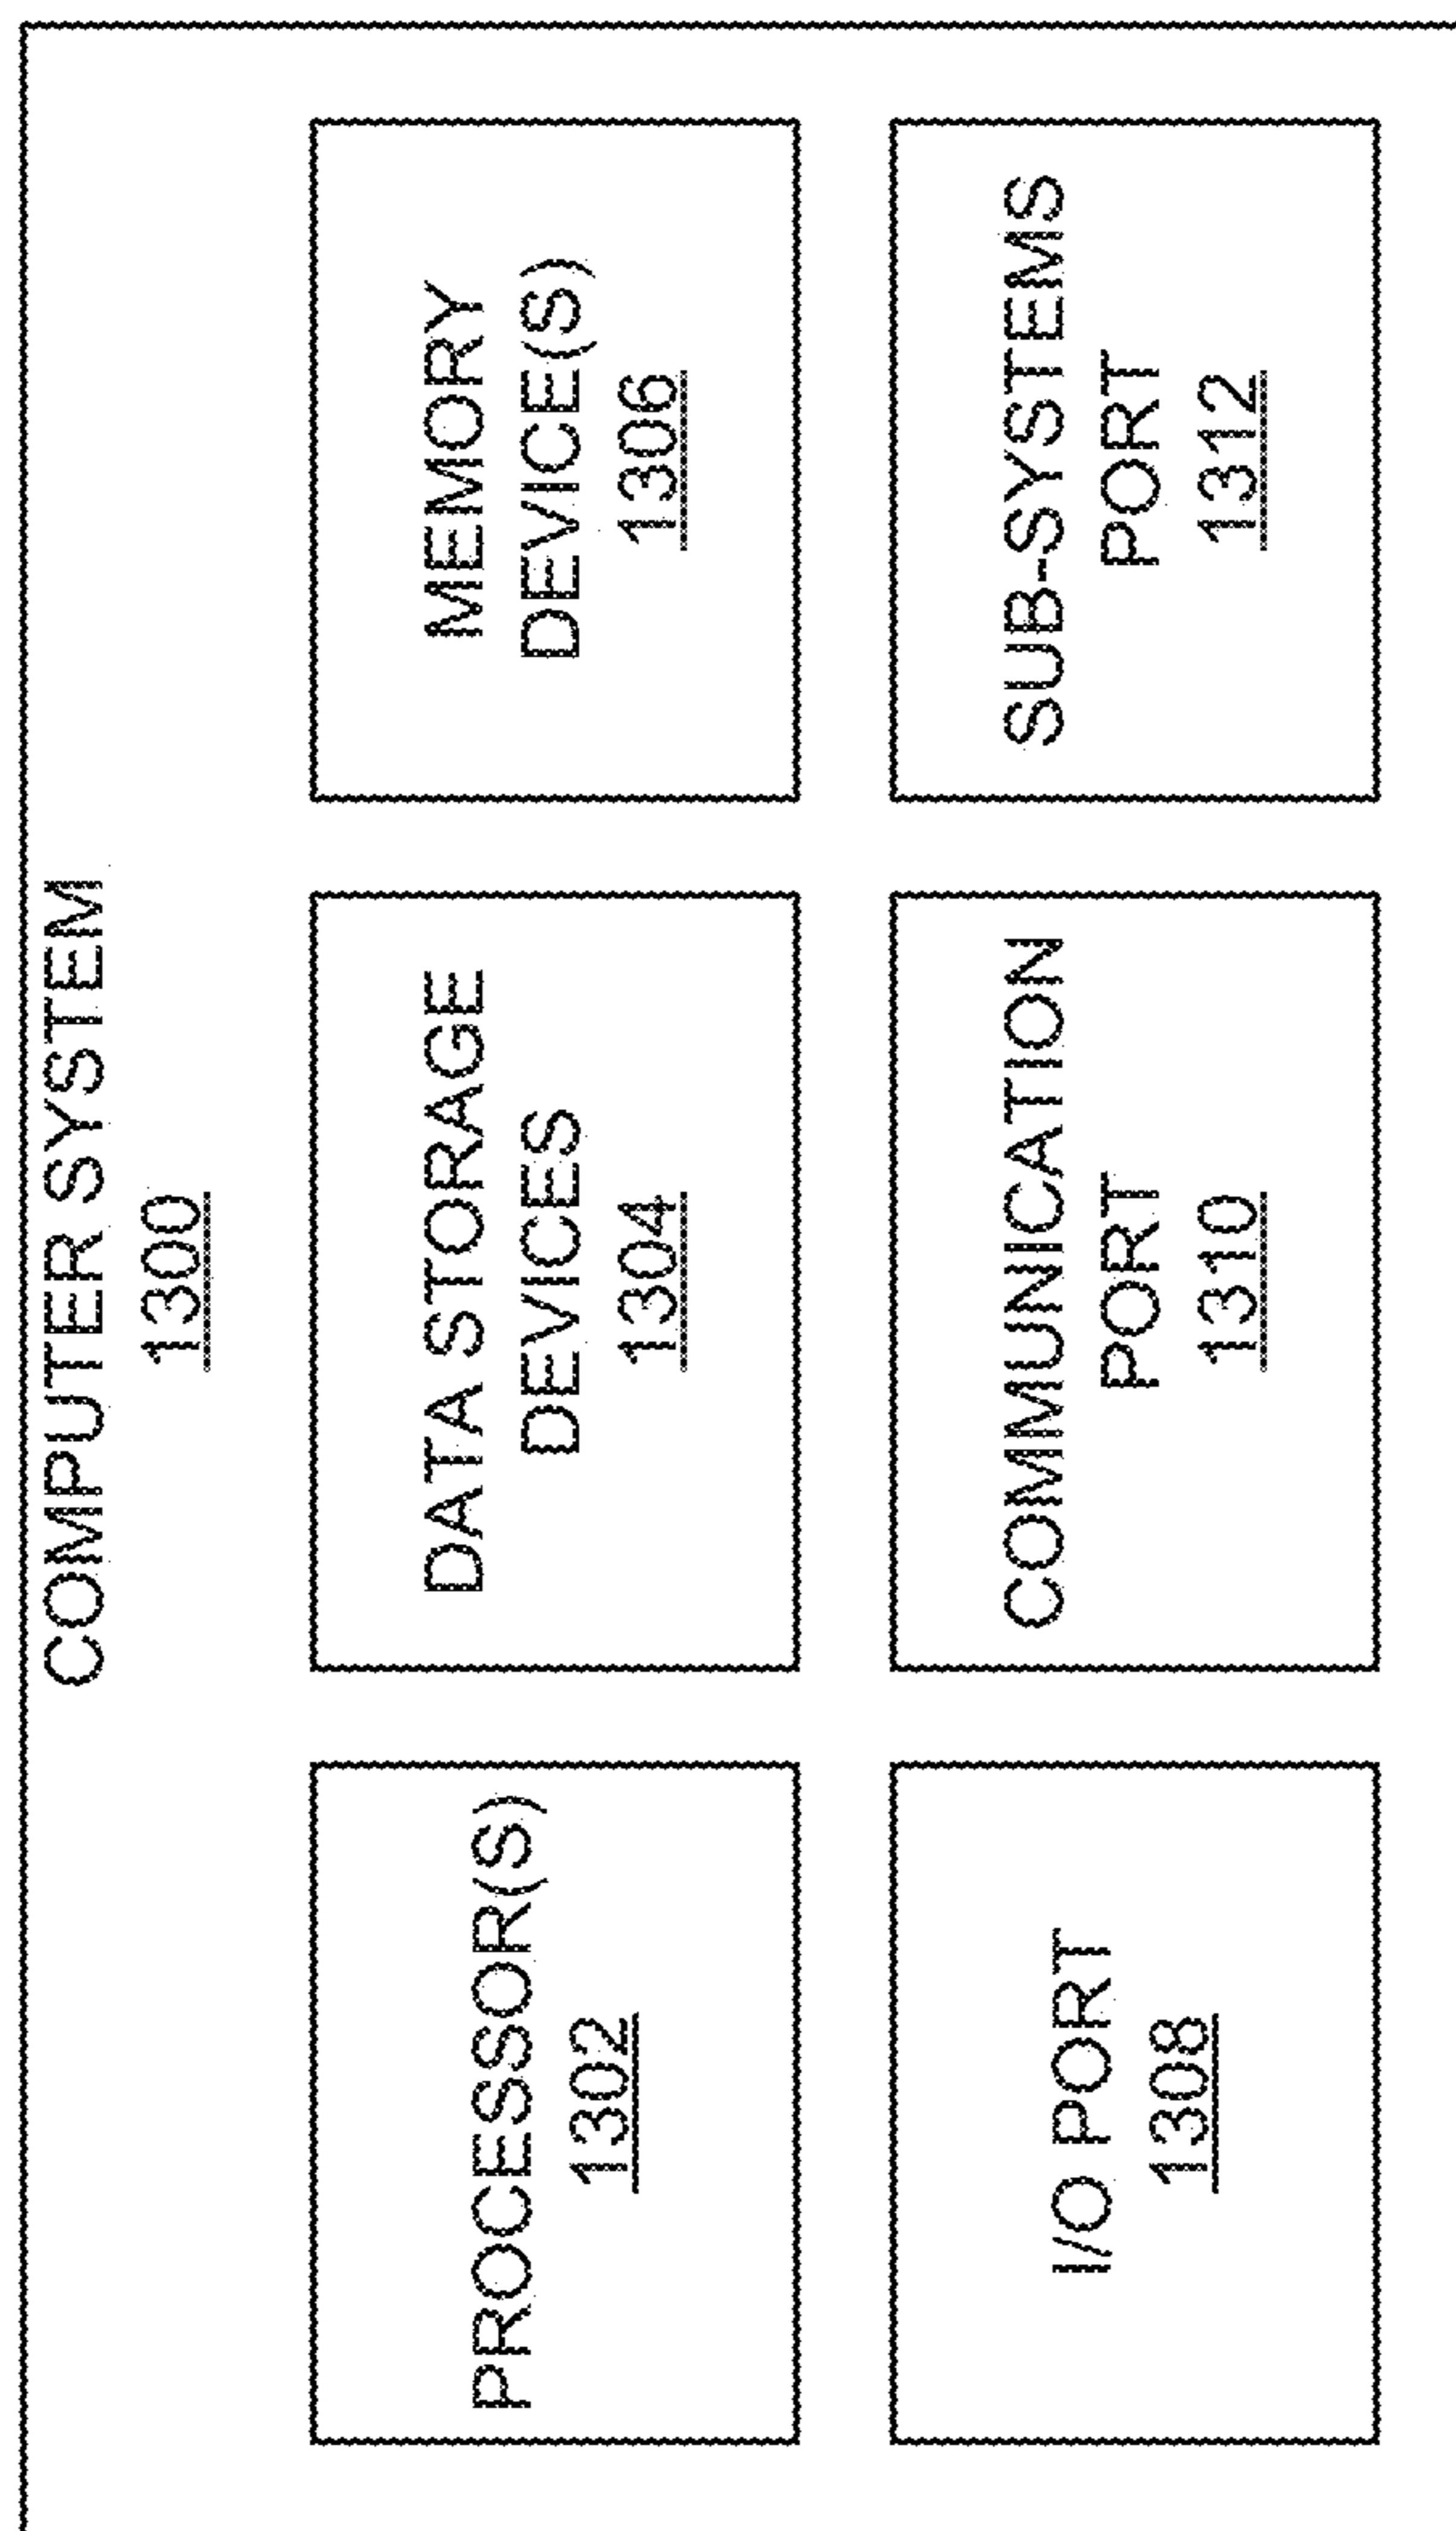 COMPUTER SYSTEM
1300
PROCESSOR(S)
1302
DATA STORAGE
DEVICES
1304
MEMORY
DEVICE(S)
1306
I/O PORT
1308
COMMUNICATION
PORT
1310
SUB-SYSTEMS
PORT
1312